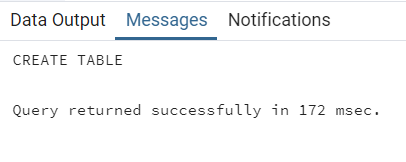 Data Output Messages Notifications
CREATE TABLE
Query returned successfully in 172 msec.